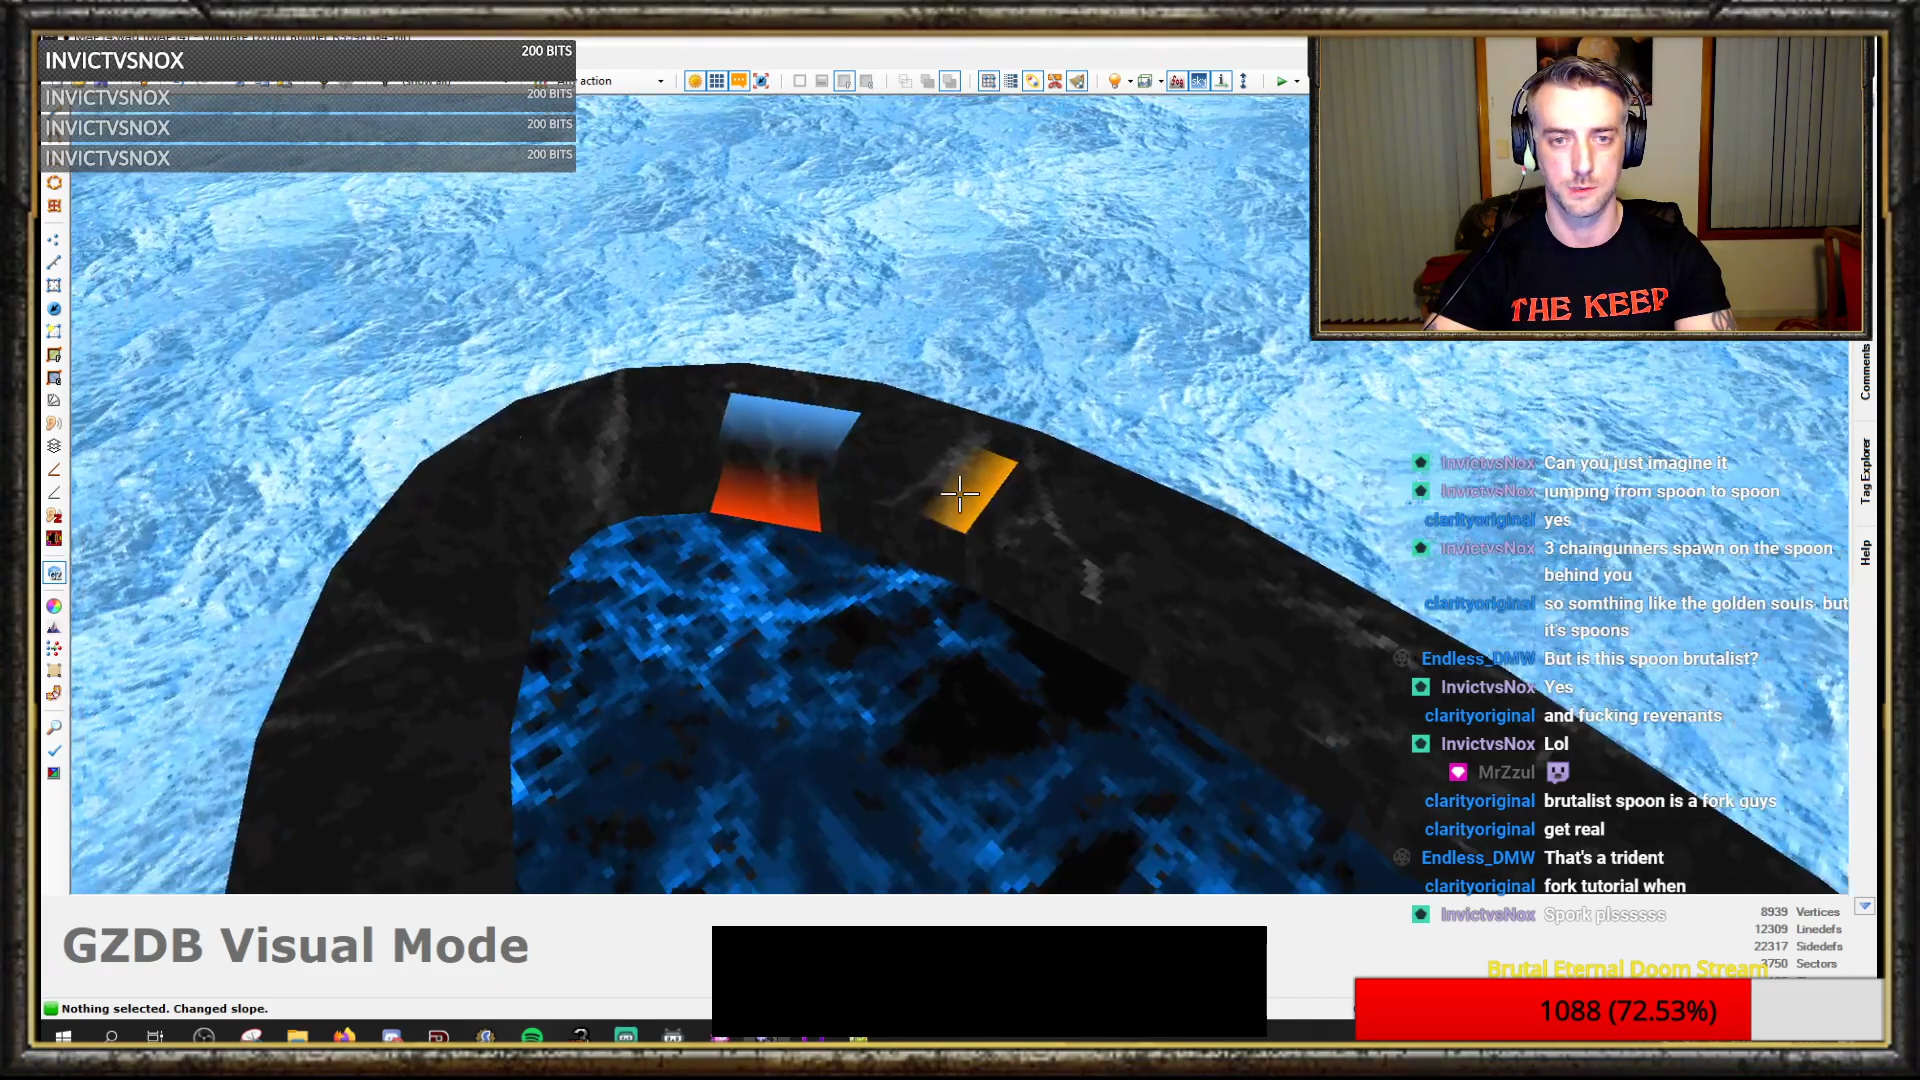 INVICTVSNOX 200 BITS
INVICTVSNOX 200 BITS
INVICTVSNOX 200 BITS
INVICTVSNOX 200 BITS
action
THE KEEP
Comments
Tag Explorer
Help
InvictvsNox Can you just imagine it
InvictvsNox jumping from spoon to spoon
clarityoriginal yes
InvictvsNox 3 chaingunners spawn on the spoon
behind you
clarityoriginal so somthing like the golden souls, but
it's spoons
Endless_DMW But is this spoon brutalist?
InvictvsNox Yes
clarityoriginal and fucking revenants
InvictvsNox Lol
MrZzul
clarityoriginal brutalist spoon is a fork guys
clarityoriginal get real
Endless_DMW That's a trident
clarityoriginal fork tutorial when
InvictvsNox Spork plssssss
8939 Vertices
12309 Linedefs
22317 Sidedefs
3750 Sectors
GZDB Visual Mode
Brutal Eternal Doom Stream
1088 (72.53%)
Nothing selected. Changed slope.